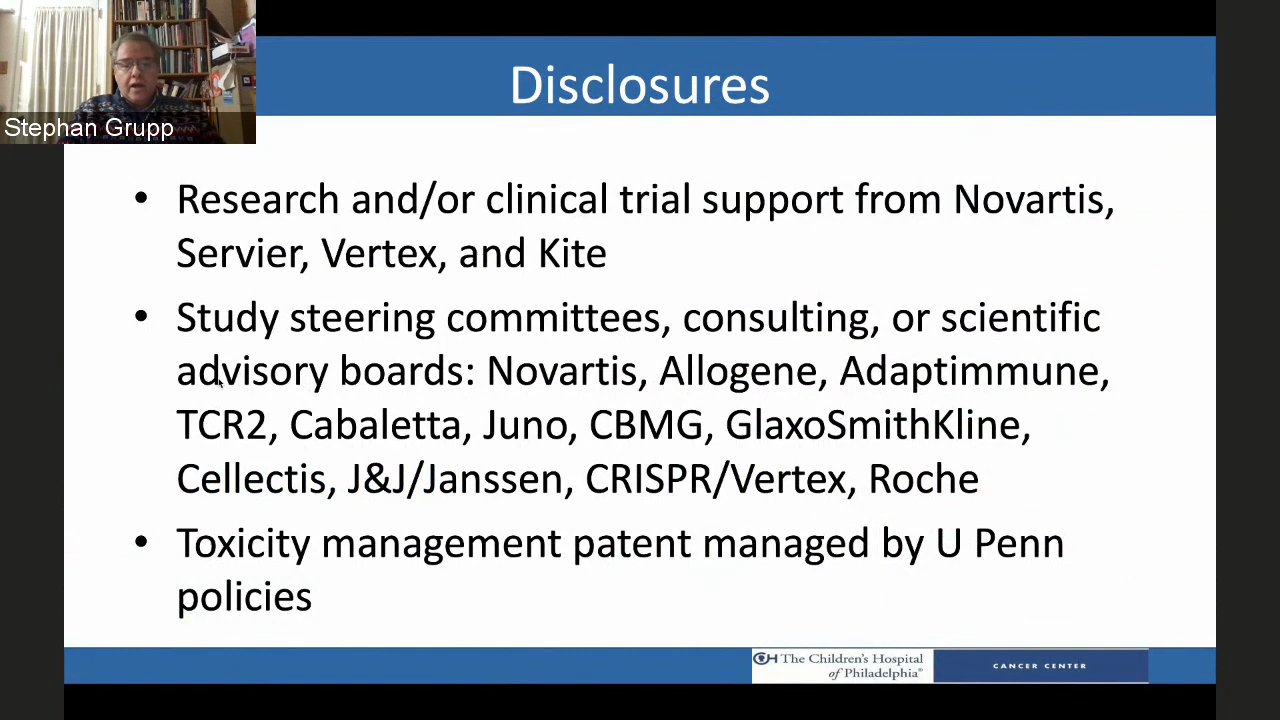 Disclosures
Stephan Grupp
• Research and/or clinical trial support from Novartis,
Servier, Vertex, and Kite
• Study steering committees, consulting, or scientific
advisory boards: Novartis, Allogene, Adaptimmune,
TCR2, Cabaletta, Juno, CBMG, GlaxoSmithKline,
Cellectis, J&J/Janssen, CRISPR/Vertex, Roche
• Toxicity management patent managed by U Penn
policies
The Children's Hospital
of Philadelphia®
CANCER CENTER